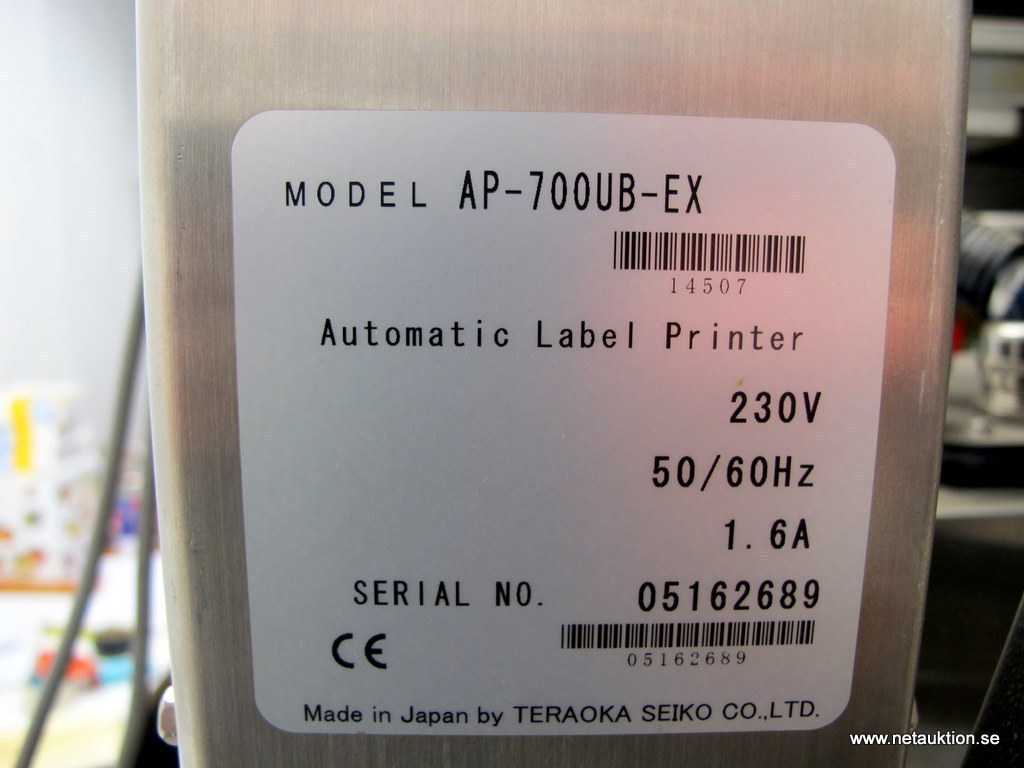 MODEL AP-700UB-EX
14507
Automatic Label Printer
230V
50/60Hz
1.6A
SERIAL NO. 05162689
CE
05162689
Made in Japan by TERAOKA SEIKO CO.,LTD.
www.netauktion.se